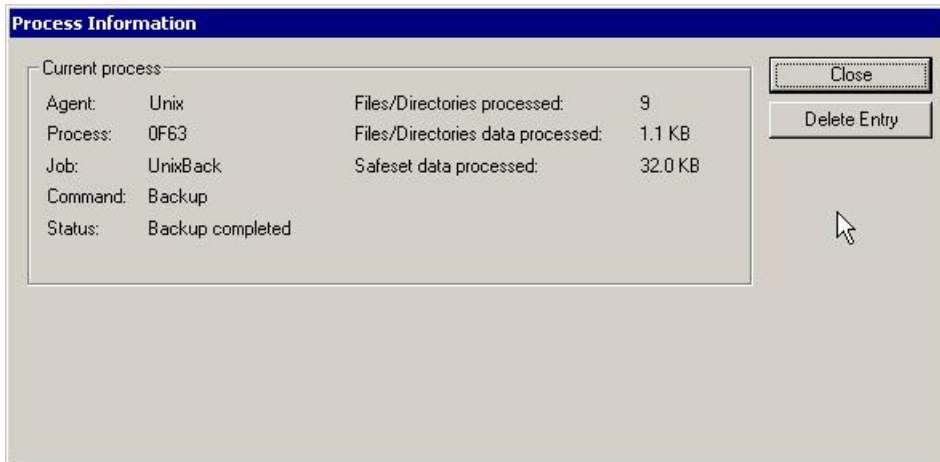 Process Information
Current process
Agent: Unix Files/Directories processed: 9
Process: 0F63 Files/Directories data processed: 1.1 KB
Job: UnixBack Safeset data processed: 32.0 KB
Command: Backup
Status: Backup completed
Close
Delete Entry